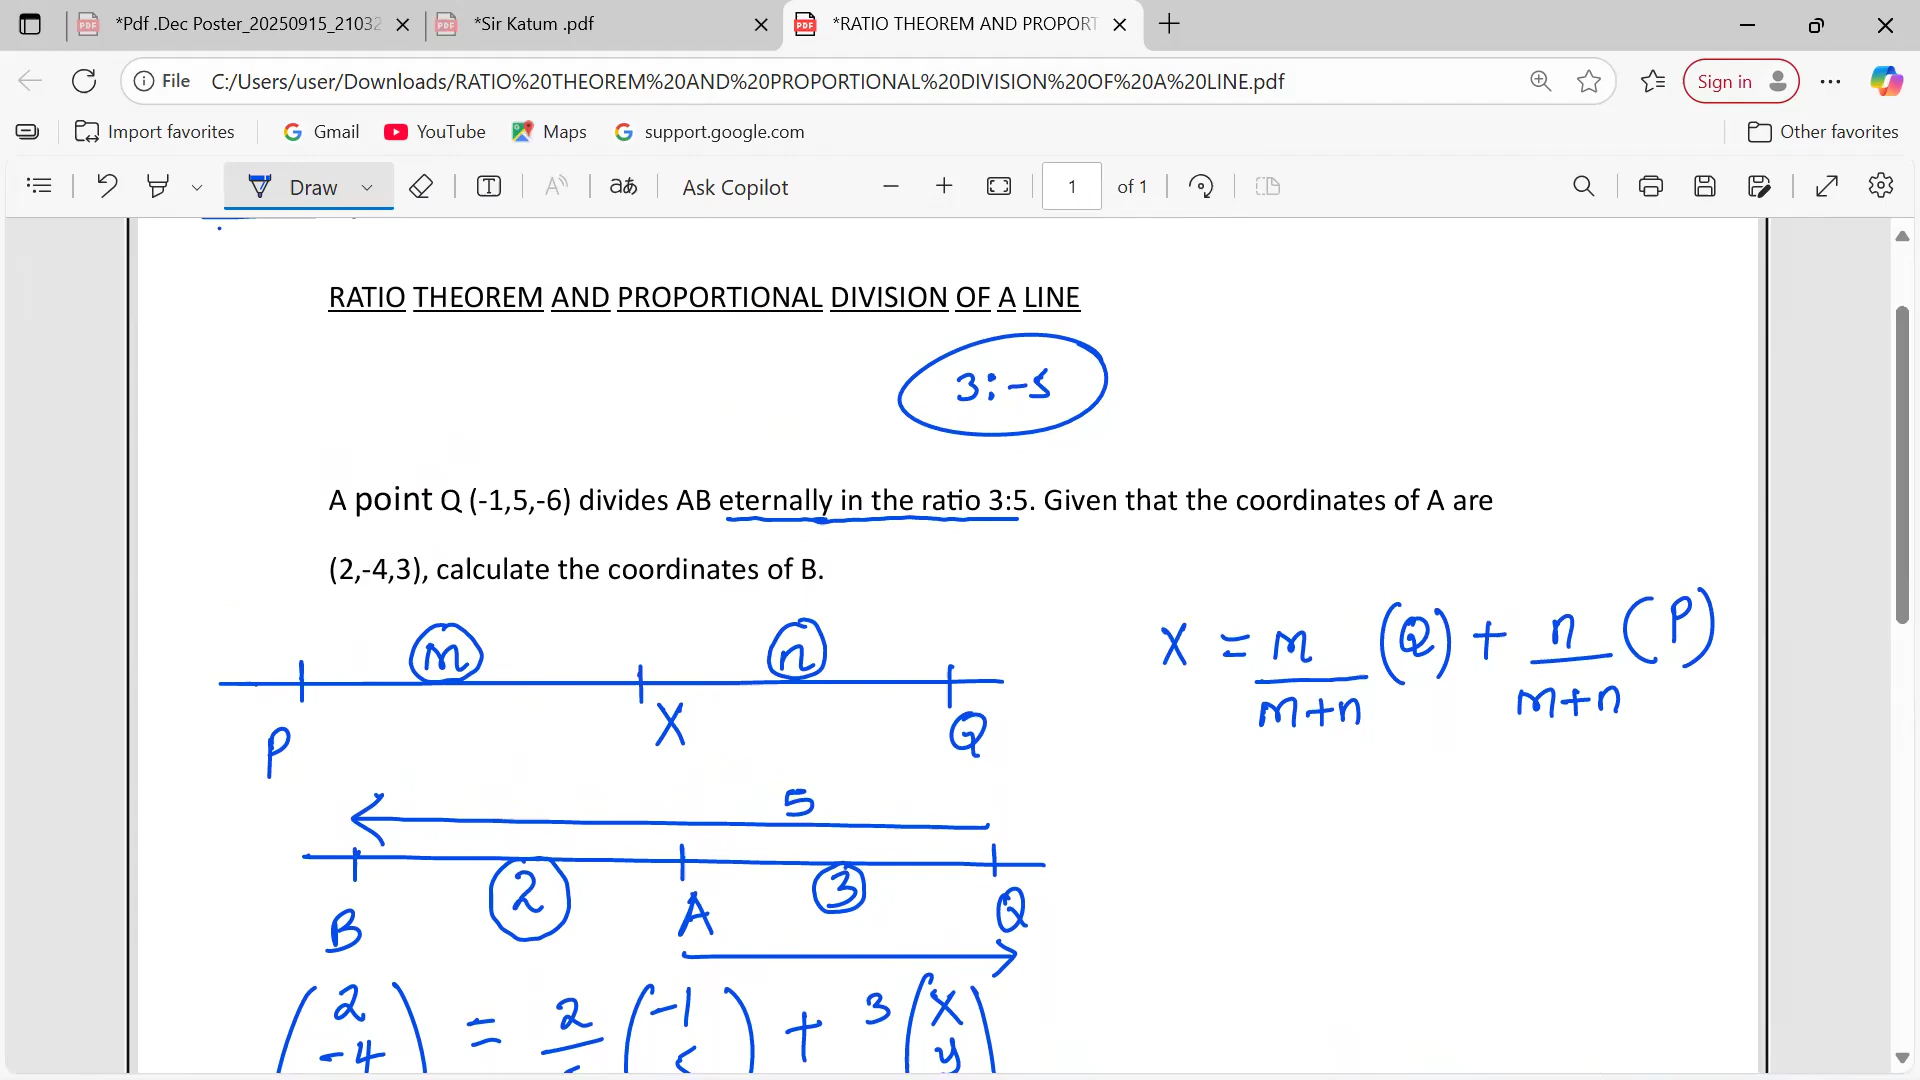 *Pdf .Dec Poster_20250915_21032
*Sir Katum .pdf
*RATIO THEOREM AND PROPORT
File C:/Users/user/Downloads/RATIO%20THEOREM%20AND%20PROPORTIONAL%20DIVISION%20OF%20A%20LINE.pdf
Sign in
Import favorites Gmail YouTube Maps support.google.com Other favorites
Draw Ask Copilot 1 of 1
RATIO THEOREM AND PROPORTIONAL DIVISION OF A LINE
3:-5
A point Q (-1,5,-6) divides AB eternally in the ratio 3:5. Given that the coordinates of A are
(2,-4,3), calculate the coordinates of B.
m n
P X Q
X = m/m+n (Q) + n/m+n (P)
5
2 3
B A Q
2 = 2 -1 + 3 x
-4 5 y